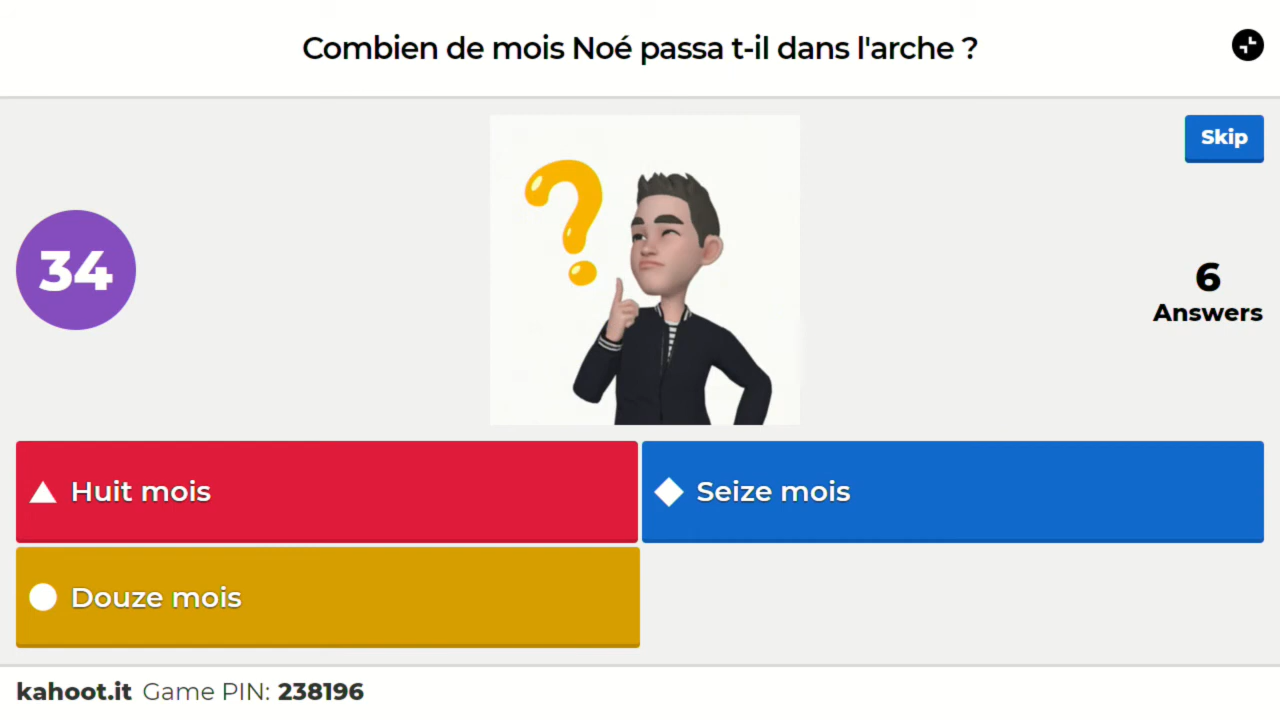 Combien de mois Noé passa t-il dans l'arche ?
Skip
34
6
Answers
Huit mois
Seize mois
Douze mois
kahoot.it Game PIN: 238196